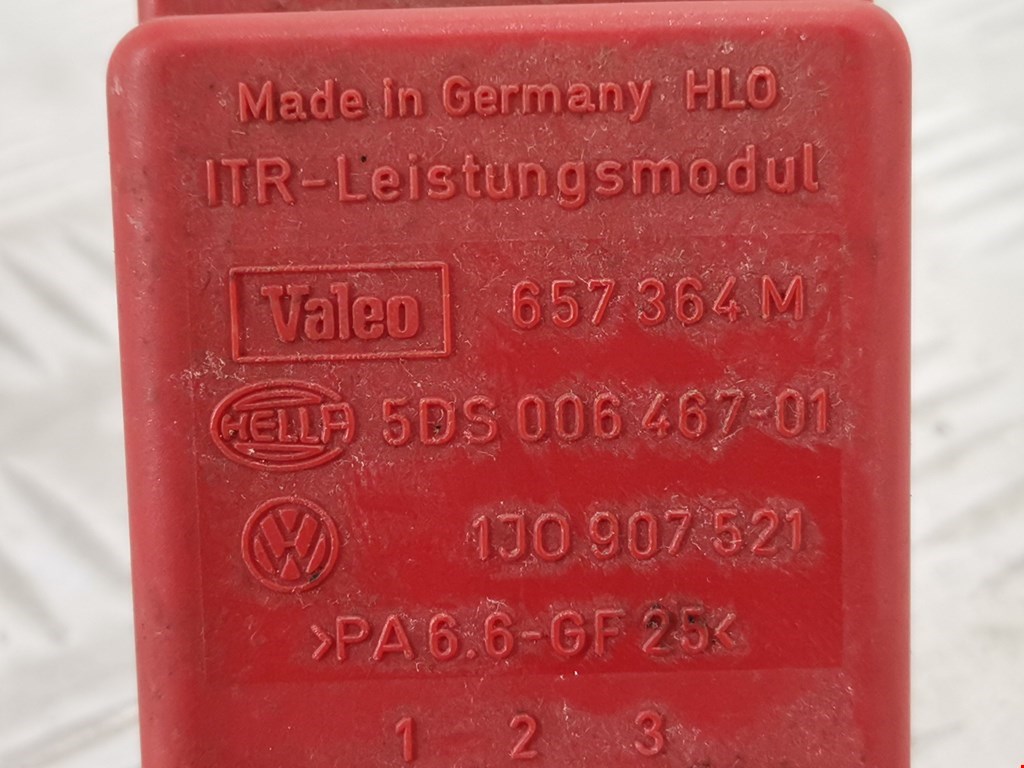 Made in Germany HLO
ITR-Leistungsmodul
Valeo 657 364 M
HELLA 5DS 006 467-01
VW 1J0 907 521
>PA 6.6-GF 25<
1 2 3